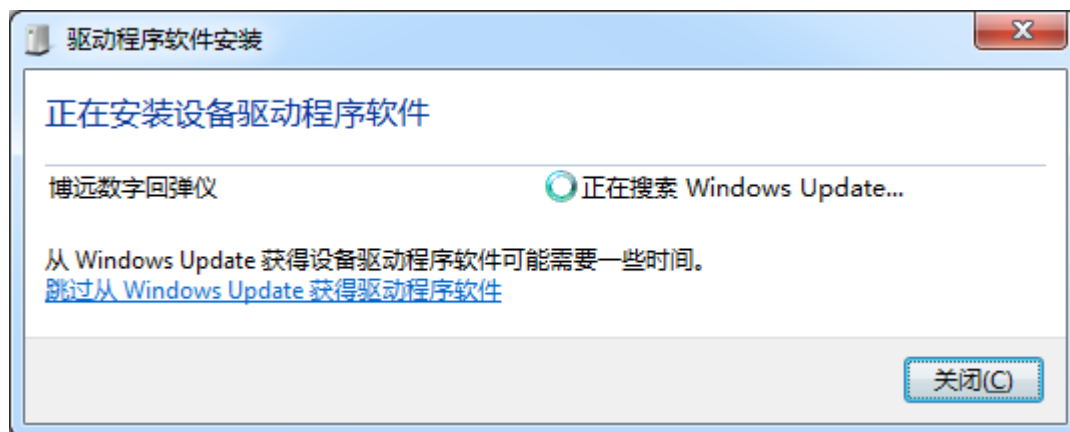 驱动程序软件安装
正在安装设备驱动程序软件
博远数字回弹仪 正在搜索 Windows Update...
从 Windows Update 获得设备驱动程序软件可能需要一些时间。
跳过从 Windows Update 获得驱动程序软件
关闭(C)